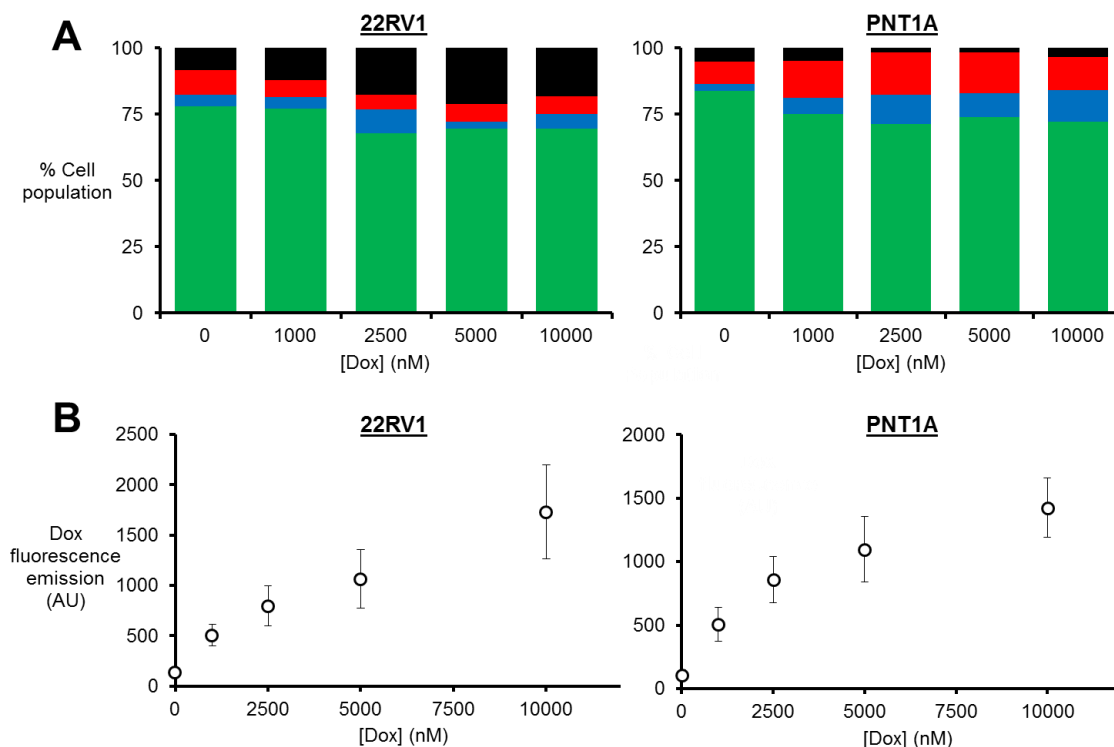 A
22RV1
PNT1A
100
75
50
25
0
% Cell
population
0 1000 2500 5000 10000
[Dox] (nM)
100
75
50
25
0
0 1000 2500 5000 10000
[Dox] (nM)
B
22RV1
PNT1A
2500
2000
1500
1000
500
0
Dox
fluorescence
emission
(AU)
0 2500 5000 7500 10000
[Dox] (nM)
2000
1500
1000
500
0
0 2500 5000 7500 10000
[Dox] (nM)